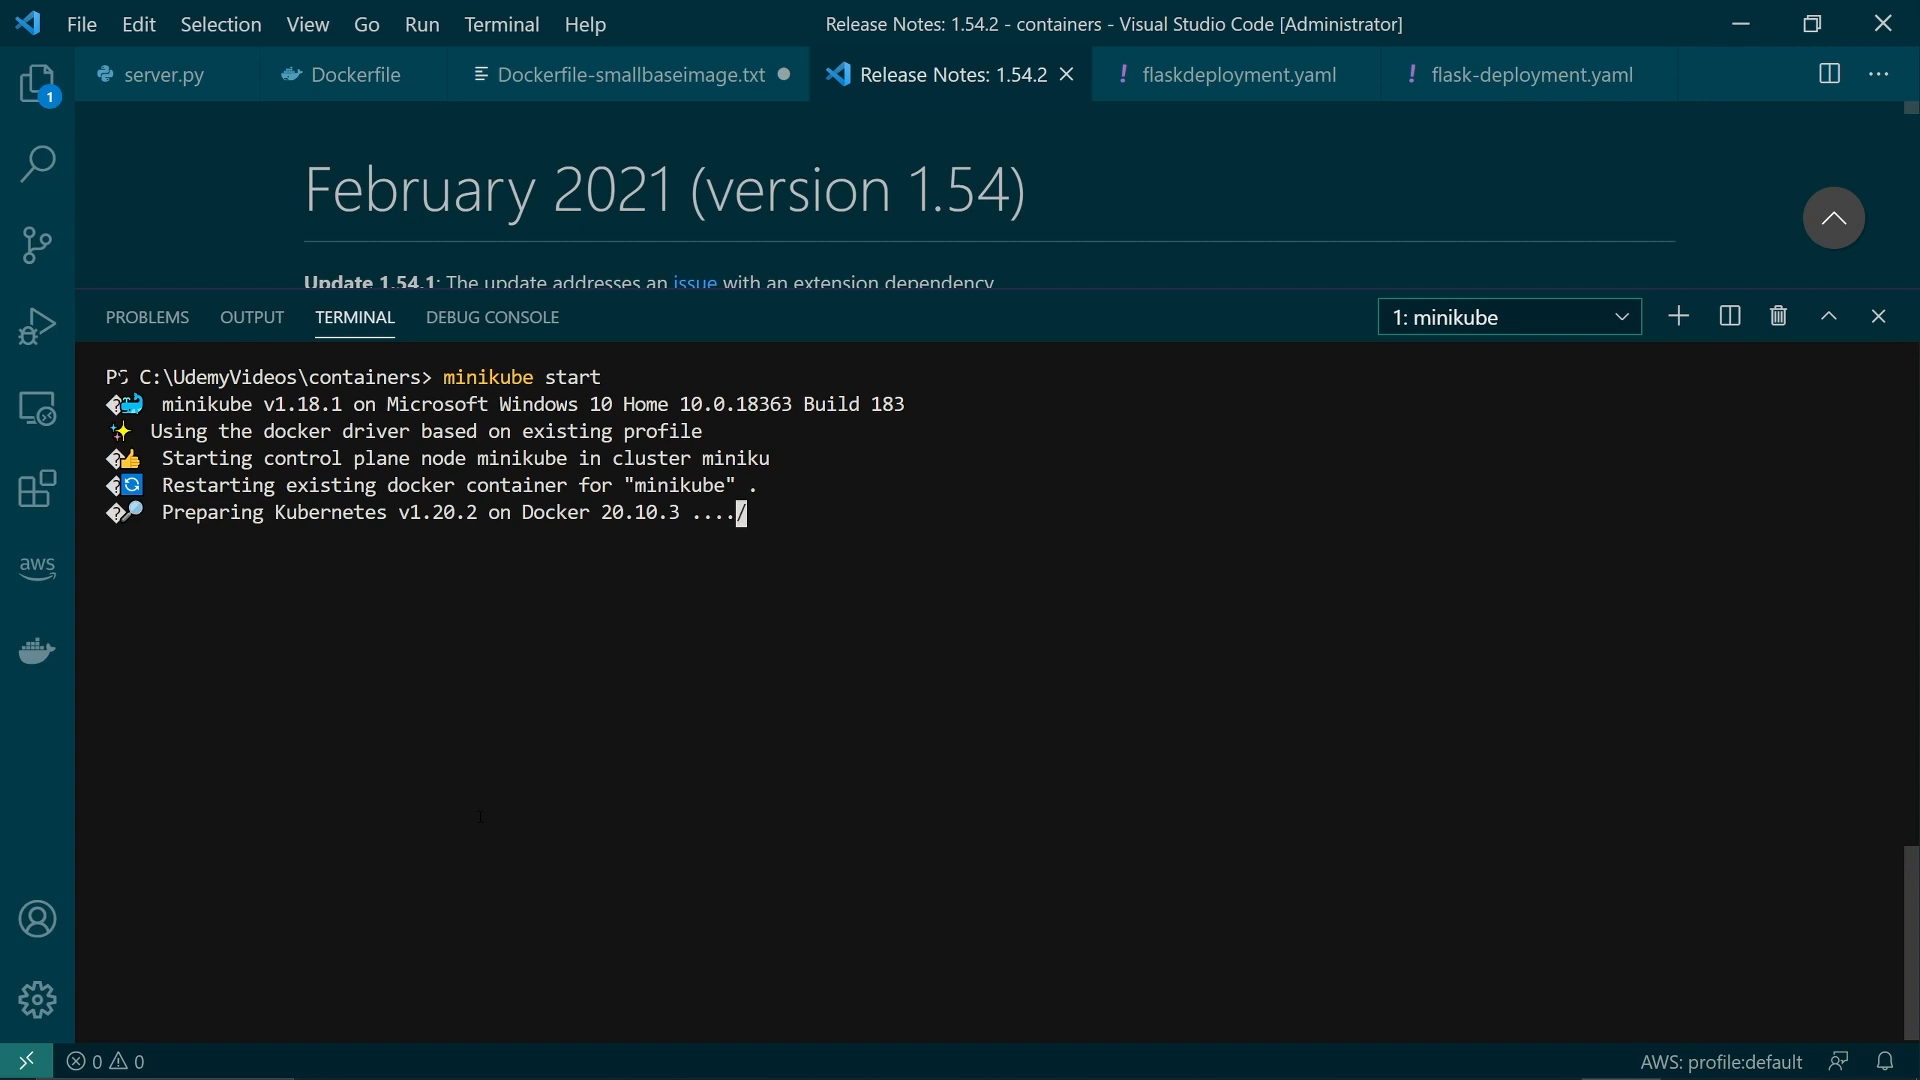 File Edit Selection View Go Run Terminal Help Release Notes: 1.54.2 - containers - Visual Studio Code [Administrator]
server.py Dockerfile Dockerfile-smallbaseimage.txt Release Notes: 1.54.2 ! flaskdeployment.yaml ! flask-deployment.yaml
1
February 2021 (version 1.54)
Update 1.54.1: The update addresses an issue with an extension dependency
PROBLEMS OUTPUT TERMINAL DEBUG CONSOLE 1: minikube
PS C:\UdemyVideos\containers> minikube start
minikube v1.18.1 on Microsoft Windows 10 Home 10.0.18363 Build 183
Using the docker driver based on existing profile
Starting control plane node minikube in cluster miniku
Restarting existing docker container for "minikube" .
Preparing Kubernetes v1.20.2 on Docker 20.10.3 ..../
aws
0 0 AWS: profile:default